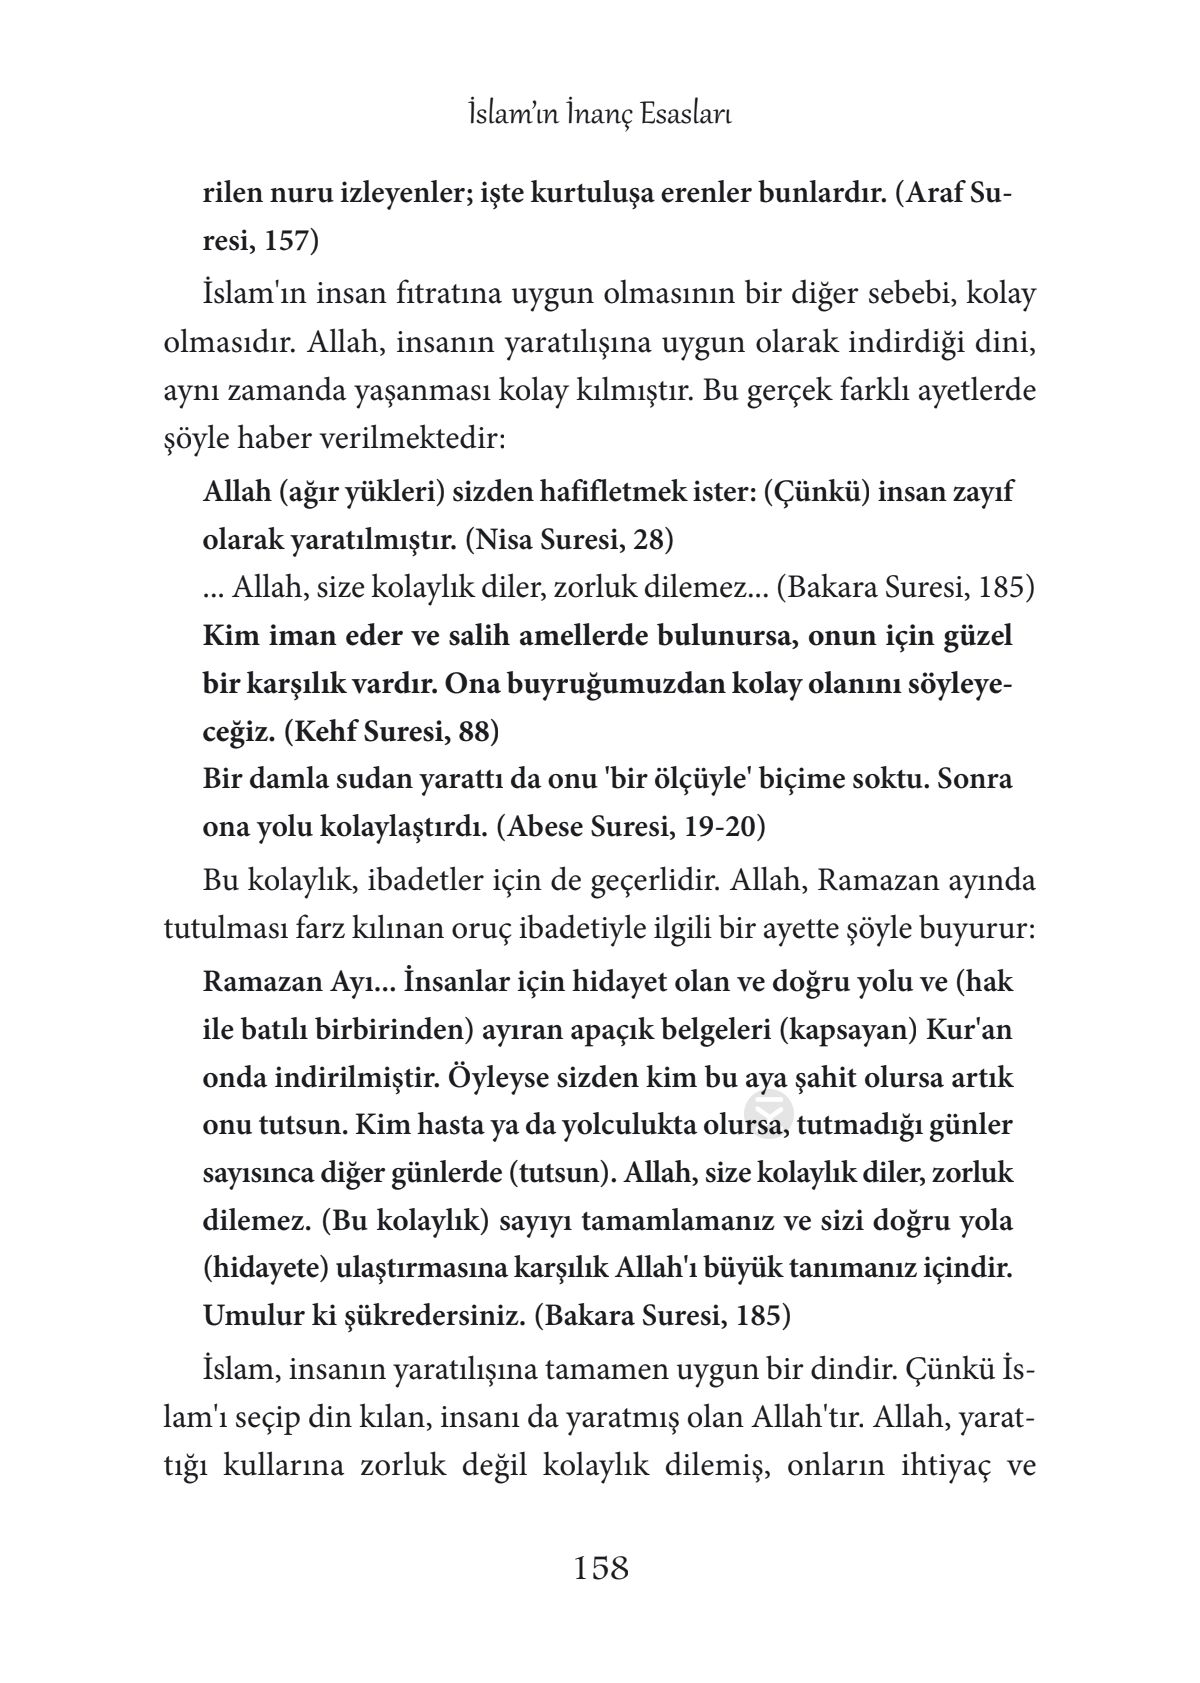 İslam’ın İnanç Esasları
rilen nuru izleyenler; işte kurtuluşa erenler bunlardır. (Araf Su-
resi, 157)
İslam'ın insan fıtratına uygun olmasının bir diğer sebebi, kolay
olmasıdır. Allah, insanın yaratılışına uygun olarak indirdiği dini,
aynı zamanda yaşanması kolay kılmıştır. Bu gerçek farklı ayetlerde
şöyle haber verilmektedir:
Allah (ağır yükleri) sizden hafifletmek ister: (Çünkü) insan zayıf
olarak yaratılmıştır. (Nisa Suresi, 28)
... Allah, size kolaylık diler, zorluk dilemez... (Bakara Suresi, 185)
Kim iman eder ve salih amellerde bulunursa, onun için güzel
bir karşılık vardır. Ona buyruğumuzdan kolay olanını söyleye-
ceğiz. (Kehf Suresi, 88)
Bir damla sudan yarattı da onu 'bir ölçüyle' biçime soktu. Sonra
ona yolu kolaylaştırdı. (Abese Suresi, 19-20)
Bu kolaylık, ibadetler için de geçerlidir. Allah, Ramazan ayında
tutulması farz kılınan oruç ibadetiyle ilgili bir ayette şöyle buyurur:
Ramazan Ayı... İnsanlar için hidayet olan ve doğru yolu ve (hak
ile batılı birbirinden) ayıran apaçık belgeleri (kapsayan) Kur'an
onda indirilmiştir. Öyleyse sizden kim bu aya şahit olursa artık
onu tutsun. Kim hasta ya da yolculukta olursa, tutmadığı günler
sayısınca diğer günlerde (tutsun). Allah, size kolaylık diler, zorluk
dilemez. (Bu kolaylık) sayıyı tamamlamanız ve sizi doğru yola
(hidayete) ulaştırmasına karşılık Allah'ı büyük tanımanız içindir.
Umulur ki şükredersiniz. (Bakara Suresi, 185)
İslam, insanın yaratılışına tamamen uygun bir dindir. Çünkü İs-
lam'ı seçip din kılan, insanı da yaratmış olan Allah'tır. Allah, yarat-
tığı kullarına zorluk değil kolaylık dilemiş, onların ihtiyaç ve
158